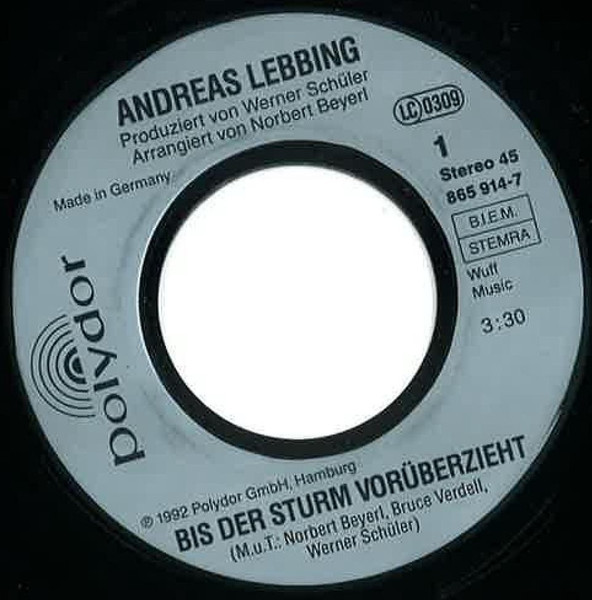 ANDREAS LEBBING
Produziert von Werner Schüler
Arrangiert von Norbert Beyerl
LC 0309
Made in Germany
1
Stereo 45
865 914-7
B.I.E.M.
STEMRA
Wuff
Music
3:30
polydor
℗ 1992 Polydor GmbH, Hamburg
BIS DER STURM VORÜBERZIEHT
(M.u.T.: Norbert Beyerl, Bruce Verdell,
Werner Schüler)